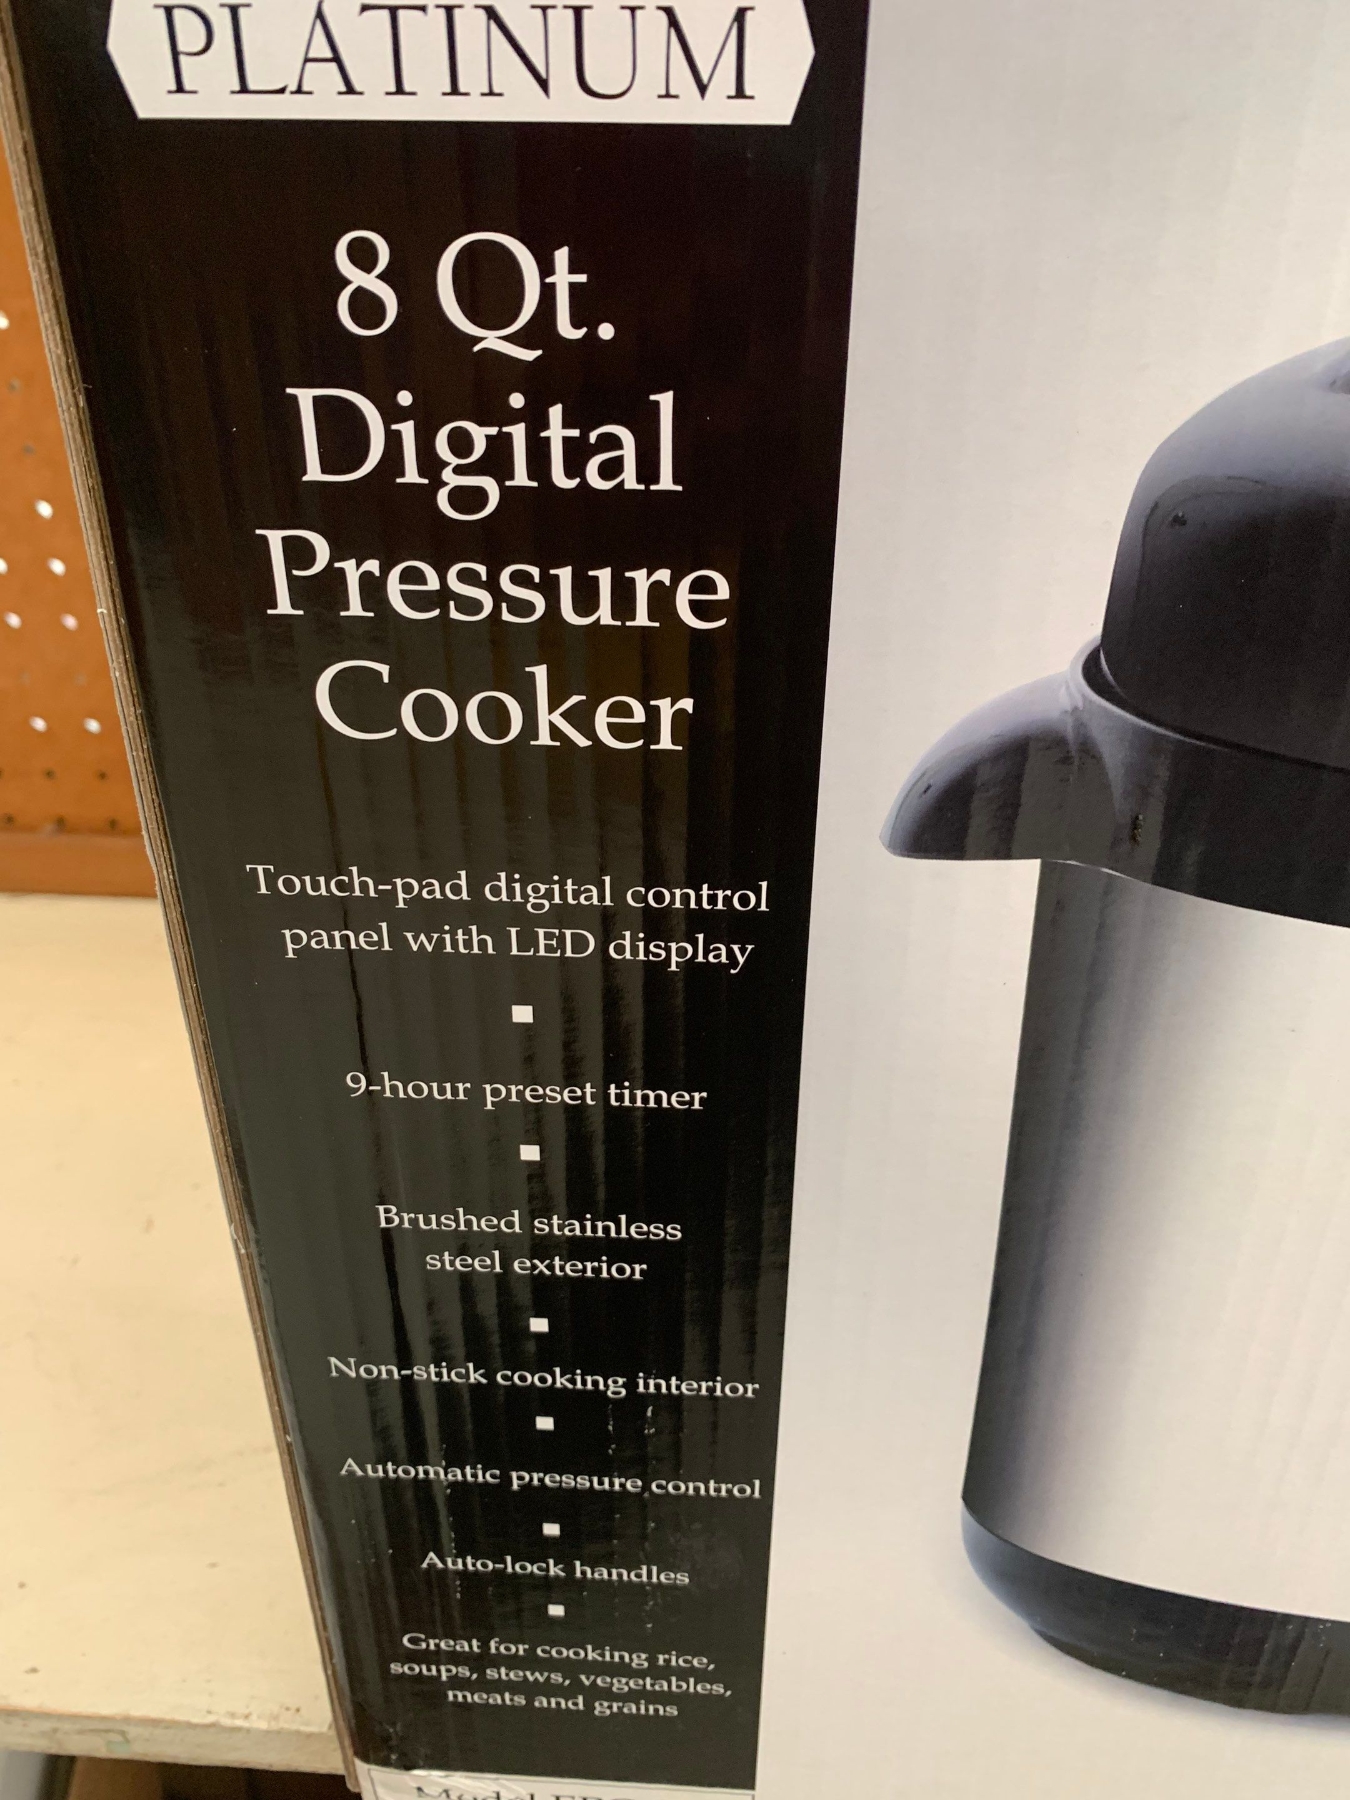 PLATINUM
8 Qt.
Digital
Pressure
Cooker
Touch-pad digital control
panel with LED display
9-hour preset timer
Brushed stainless
steel exterior
Non-stick cooking interior
Automatic pressure control
Auto-lock handles
Great for cooking rice,
soups, stews, vegetables,
meats and grains
Model